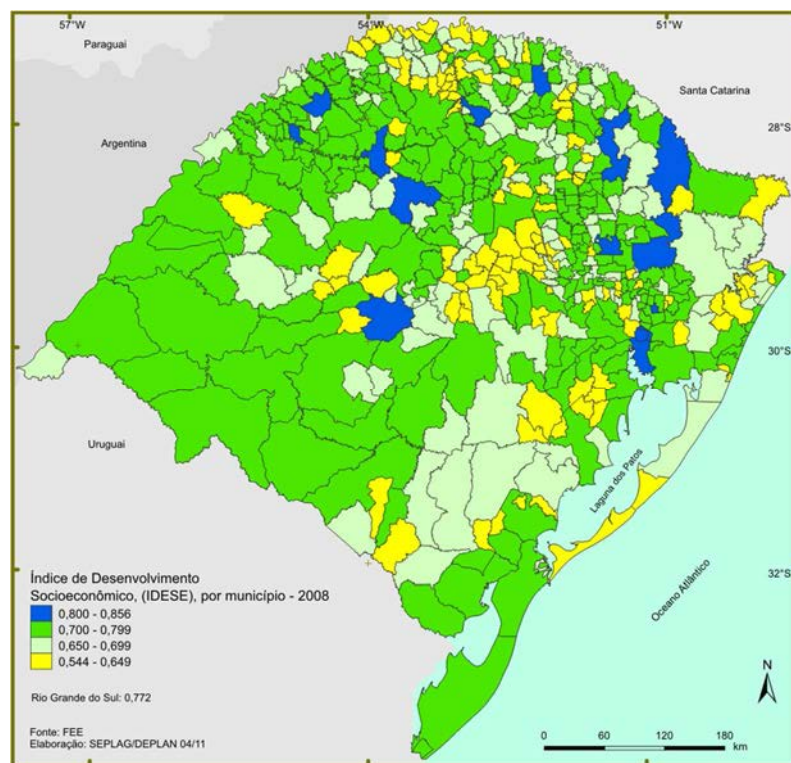 57°W
54°W
51°W
Paraguai
Santa Catarina
28°S
Argentina
30°S
Uruguai
Laguna dos Patos
Oceano Atlântico
32°S
Índice de Desenvolvimento
Socioeconômico, (IDESE), por município - 2008
0,800 - 0,856
0,700 - 0,799
0,650 - 0,699
0,544 - 0,649
Rio Grande do Sul: 0,772
Fonte: FEE
Elaboração: SEPLAG/DEPLAN 04/11
N
0 30 60 120 180
km